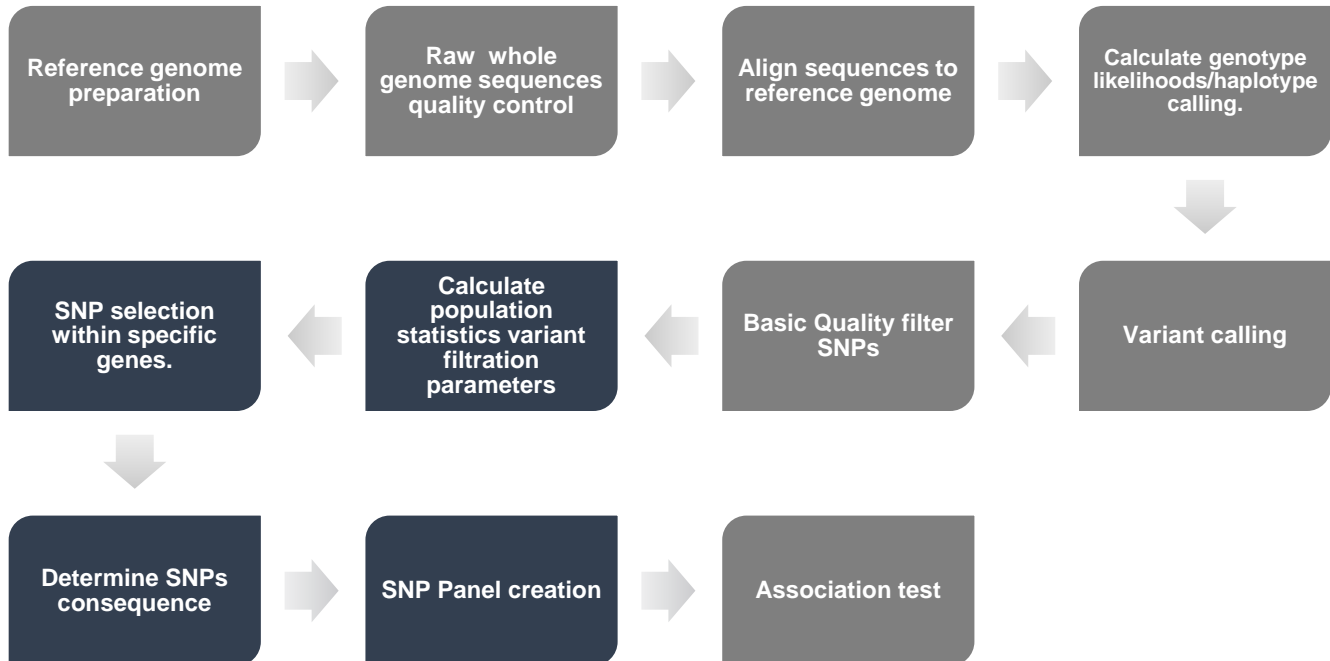 Reference genome
preparation
Raw whole
genome sequences
quality control
Align sequences to
reference genome
Calculate genotype
likelihoods/haplotype
calling.
Variant calling
Basic Quality filter
SNPs
Calculate
population
statistics variant
filtration
parameters
SNP selection
within specific
genes.
Determine SNPs
consequence
SNP Panel creation
Association test